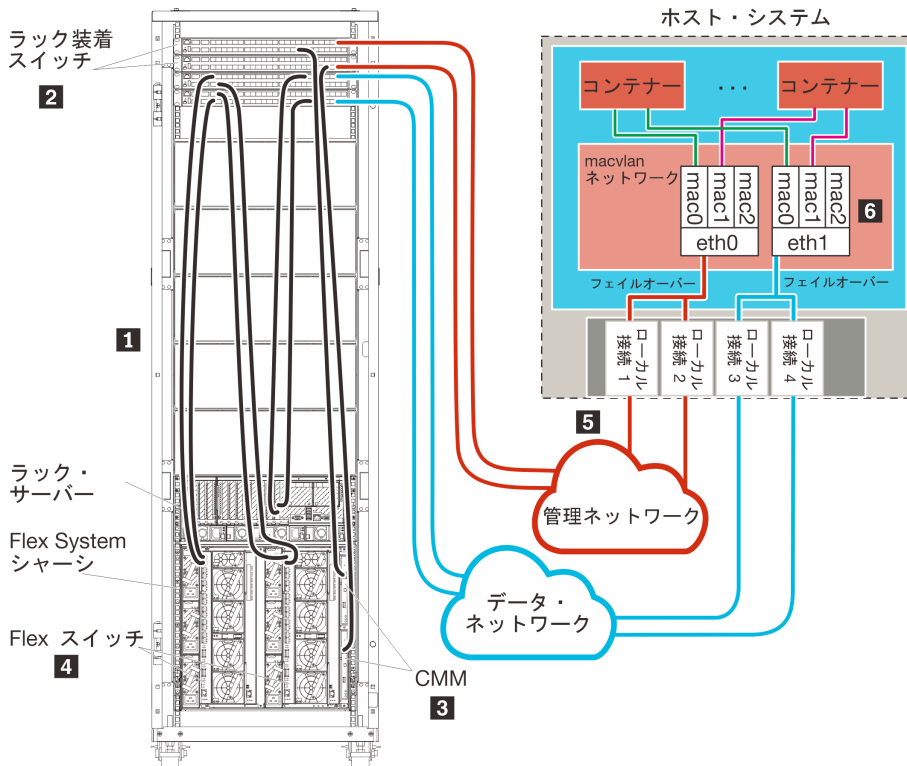 ホスト・システム
ラック装着
スイッチ
2
コンテナー
...
コンテナー
macvlan
ネットワーク
mac0
mac1
mac2
mac0
mac1
mac2
6
eth0
eth1
フェイルオーバー
フェイルオーバー
1
ローカル
接続 1
ローカル
接続 2
ローカル
接続 3
ローカル
接続 4
5
管理ネットワーク
ラック・
サーバー
Flex System
シャーシ
データ・
ネットワーク
Flex スイッチ
4
CMM
3